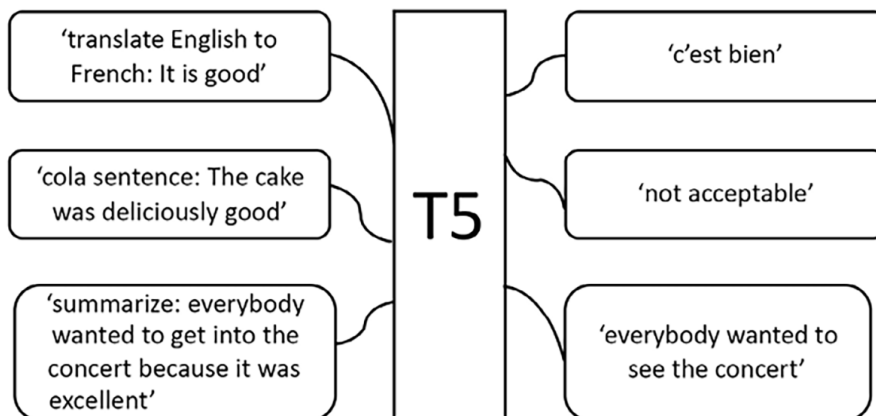 ‘translate English to
French: It is good’
‘cola sentence: The cake
was deliciously good’
‘summarize: everybody
wanted to get into the
concert because it was
excellent’
T5
‘c’est bien’
‘not acceptable’
‘everybody wanted to
see the concert’